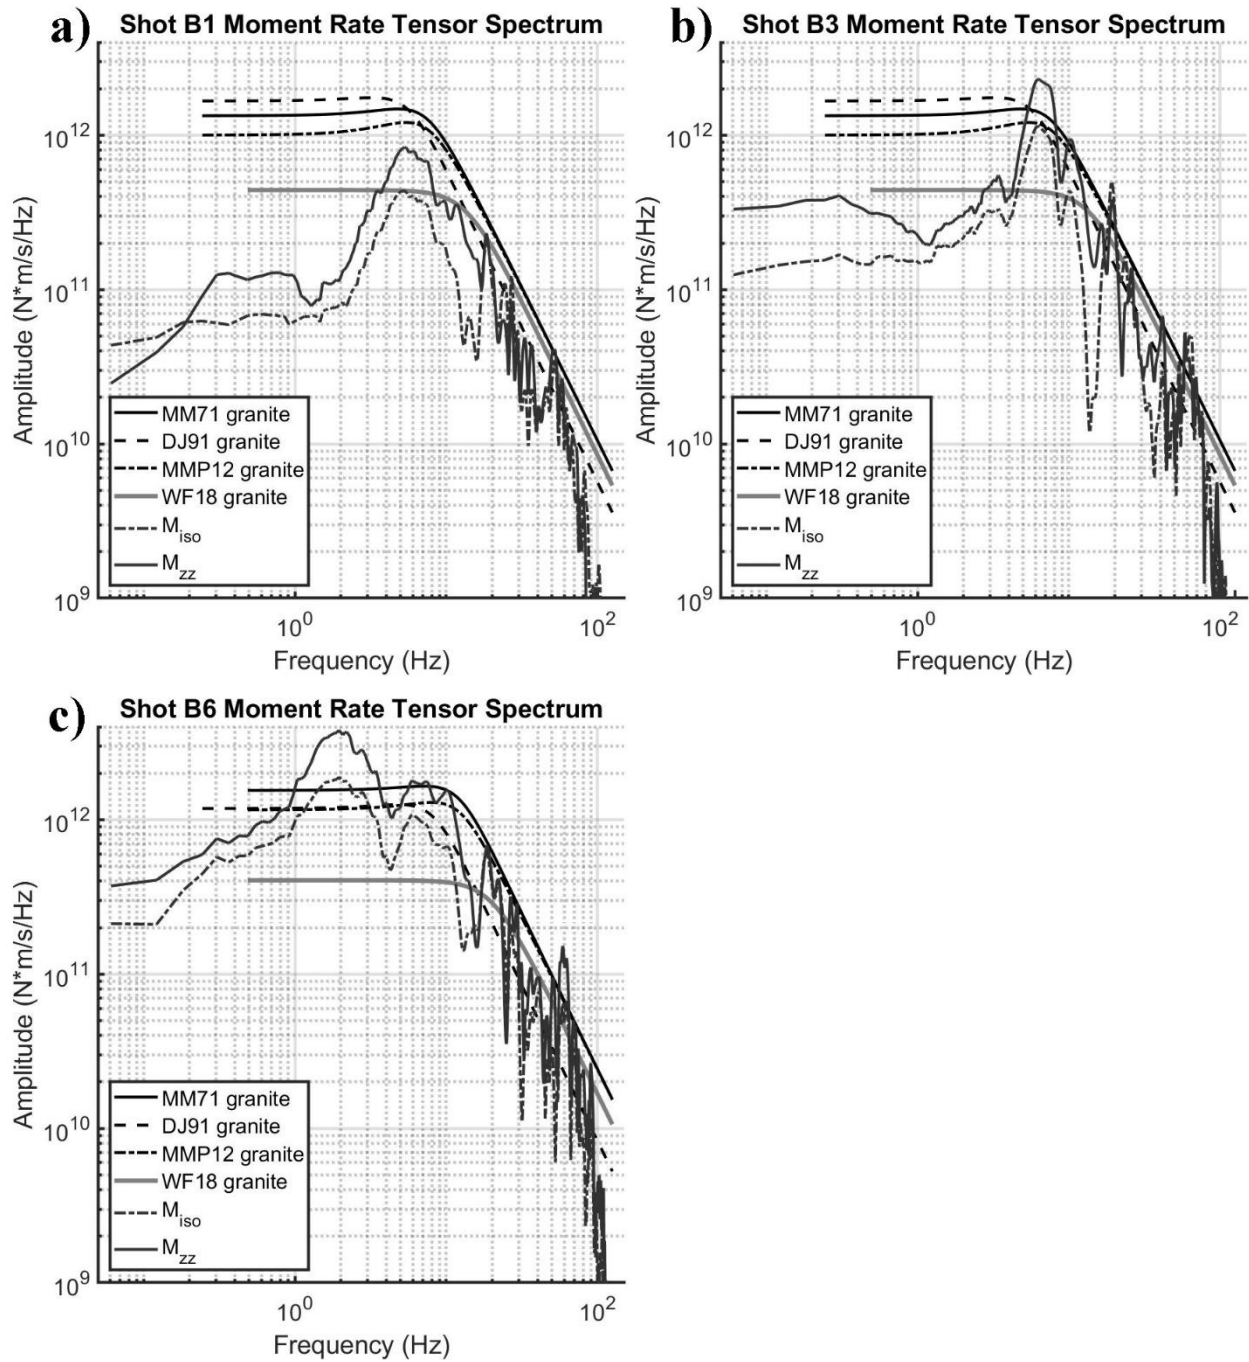 a) Shot B1 Moment Rate Tensor Spectrum
10^12
10^11
10^10
10^9
Amplitude (N*m/s/Hz)
MM71 granite
DJ91 granite
MMP12 granite
WF18 granite
M_iso
M_zz
10^0 10^2
Frequency (Hz)
b) Shot B3 Moment Rate Tensor Spectrum
10^12
10^11
10^10
10^9
Amplitude (N*m/s/Hz)
MM71 granite
DJ91 granite
MMP12 granite
WF18 granite
M_iso
M_zz
10^0 10^2
Frequency (Hz)
c) Shot B6 Moment Rate Tensor Spectrum
10^12
10^11
10^10
10^9
Amplitude (N*m/s/Hz)
MM71 granite
DJ91 granite
MMP12 granite
WF18 granite
M_iso
M_zz
10^0 10^2
Frequency (Hz)